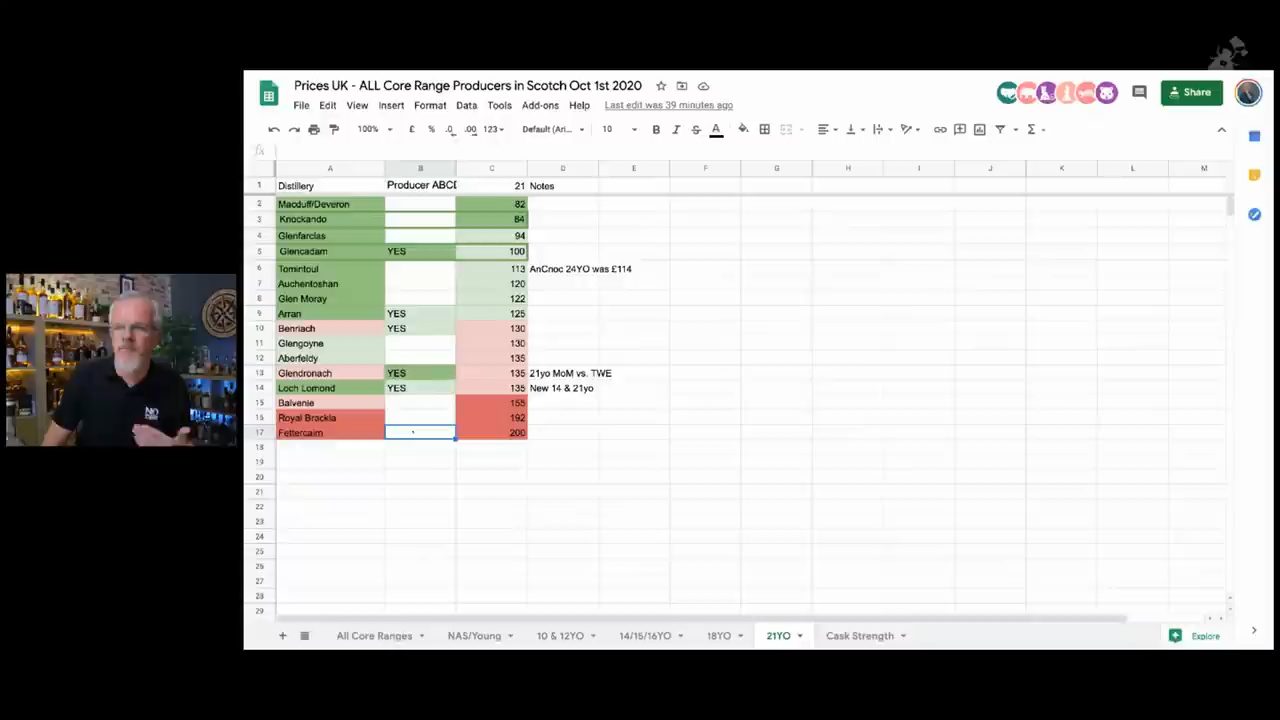 Prices UK - ALL Core Range Producers in Scotch Oct 1st 2020
Share
File Edit View Insert Format Data Tools Add-ons Help Last edit was 39 minutes ago
100% £ % .0 .00 123 Default (Ari... 10 B I S A
fx
A B C D E F G H I J K L M
1 Distillery Producer ABCD 21 Notes
2 Macduff/Deveron 82
3 Knockando 84
4 Glenfarclas 94
5 Glencadam YES 100
6 Tomintoul 113 AnCnoc 24YO was £114
7 Auchentoshan 120
8 Glen Moray 122
9 Arran YES 125
10 Benriach YES 130
11 Glengoyne 130
12 Aberfeldy 135
13 Glendronach YES 135 21yo MoM vs. TWE
14 Loch Lomond YES 135 New 14 & 21yo
15 Balvenie 155
16 Royal Brackla 192
17 Fettercairn 200
18
19
20
21
22
23
24
25
26
27
28
29
All Core Ranges NAS/Young 10 & 12YO 14/15/16YO 18YO 21YO Cask Strength Explore